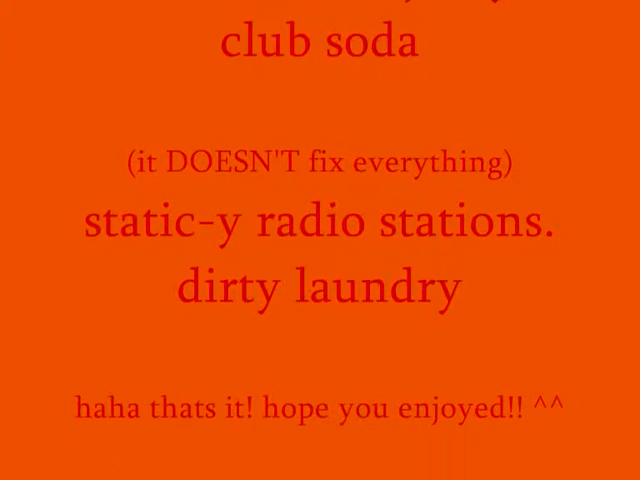 club soda
(it DOESN'T fix everything)
static-y radio stations.
dirty laundry
haha thats it! hope you enjoyed!! ^^